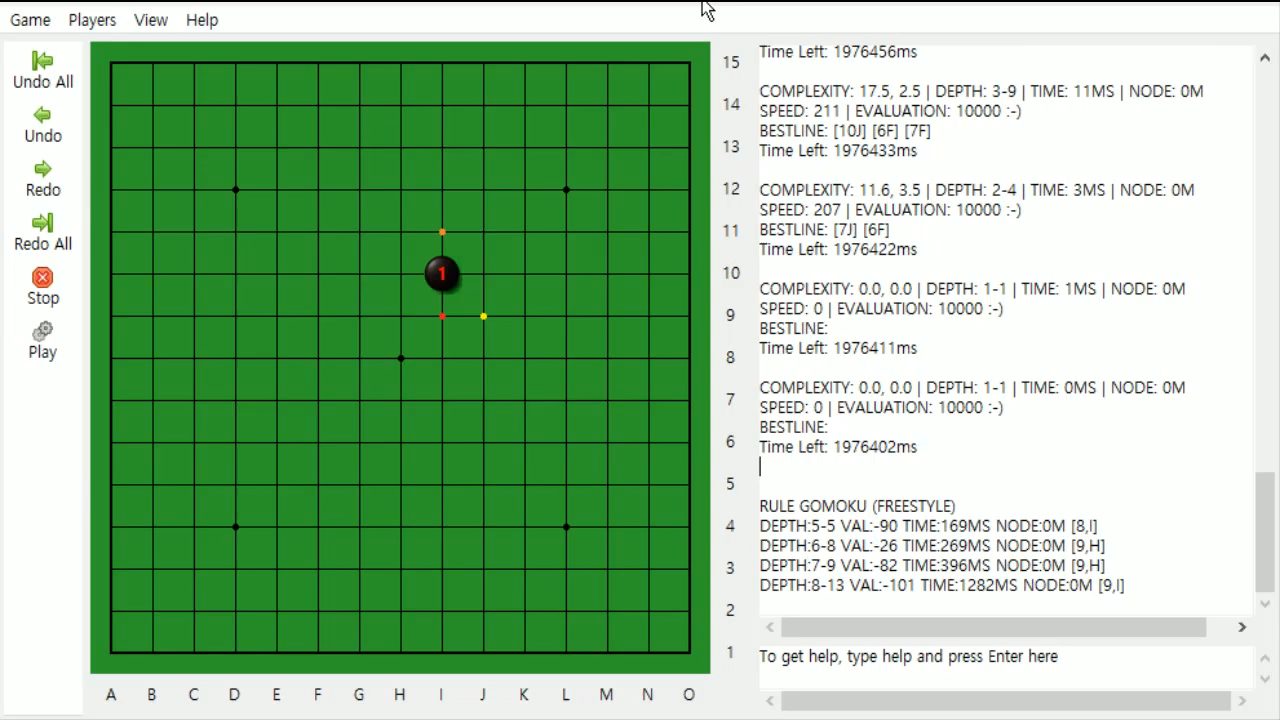 Game Players View Help
Undo All
Undo
Redo
Redo All
Stop
Play
1
15
14
13
12
11
10
9
8
7
6
5
4
3
2
1
A B C D E F G H I J K L M N O
Time Left: 1976456ms
COMPLEXITY: 17.5, 2.5 | DEPTH: 3-9 | TIME: 11MS | NODE: 0M
SPEED: 211 | EVALUATION: 10000 :-)
BESTLINE: [10J] [6F] [7F]
Time Left: 1976433ms
COMPLEXITY: 11.6, 3.5 | DEPTH: 2-4 | TIME: 3MS | NODE: 0M
SPEED: 207 | EVALUATION: 10000 :-)
BESTLINE: [7J] [6F]
Time Left: 1976422ms
COMPLEXITY: 0.0, 0.0 | DEPTH: 1-1 | TIME: 1MS | NODE: 0M
SPEED: 0 | EVALUATION: 10000 :-)
BESTLINE:
Time Left: 1976411ms
COMPLEXITY: 0.0, 0.0 | DEPTH: 1-1 | TIME: 0MS | NODE: 0M
SPEED: 0 | EVALUATION: 10000 :-)
BESTLINE:
Time Left: 1976402ms
RULE GOMOKU (FREESTYLE)
DEPTH:5-5 VAL:-90 TIME:169MS NODE:0M [8,I]
DEPTH:6-8 VAL:-26 TIME:269MS NODE:0M [9,H]
DEPTH:7-9 VAL:-82 TIME:396MS NODE:0M [9,H]
DEPTH:8-13 VAL:-101 TIME:1282MS NODE:0M [9,I]
To get help, type help and press Enter here